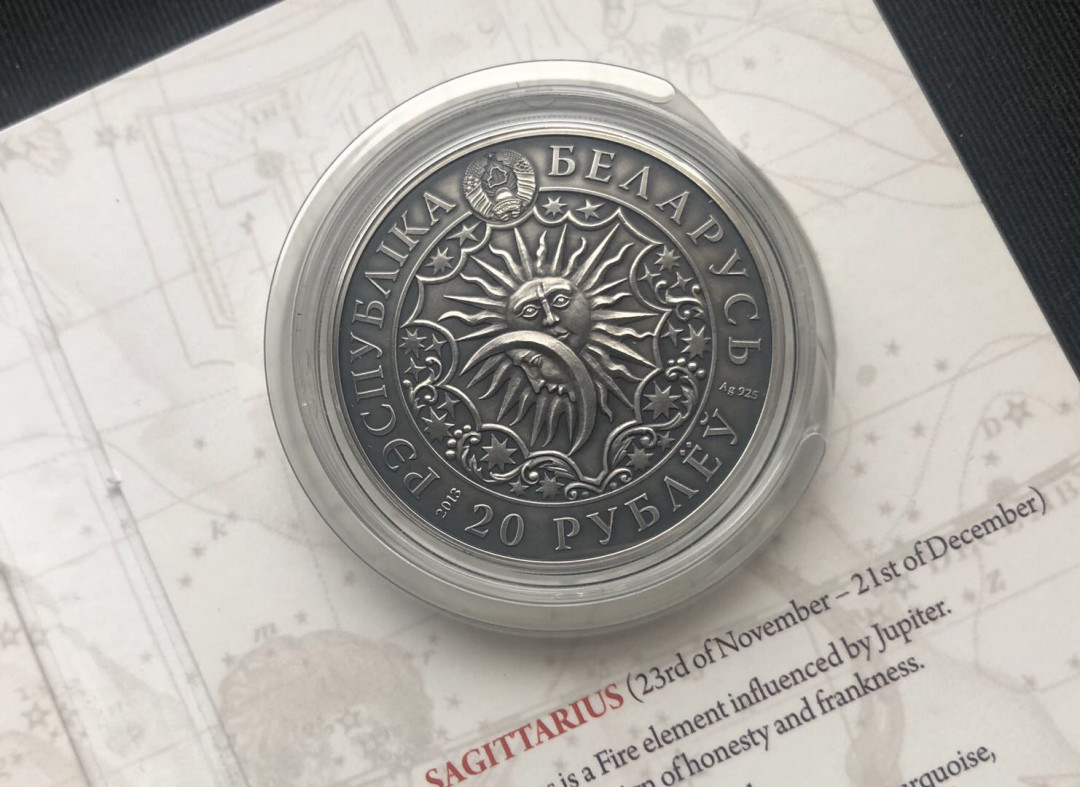 РЭСПУБЛІКА БЕЛАРУСЬ
Ag 925
20 РУБЛЁЎ
2013
SAGITTARIUS (23rd of November – 21st of December)
is a Fire element influenced by Jupiter.
of honesty and frankness.